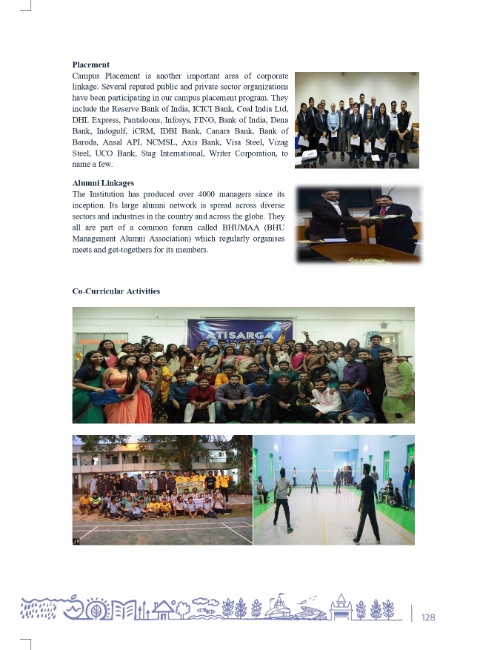 Placement
Campus Placement is another important area of corporate
linkage. Several reputed public and private sector organizations
have been participating in our campus placement program. They
include the Reserve Bank of India, ICICI Bank, Coal India Ltd,
DHL Express, Pantaloons, Infosys, FINO, Bank of India, Dena
Bank, Indogulf, iCRM, IDBI Bank, Canara Bank, Bank of
Baroda, Ansal API, NCMSL, Axis Bank, Visa Steel, Vizag
Steel, UCO Bank, Stag International, Writer Corporation, to
name a few.
Alumni Linkages
The Institution has produced over 4000 managers since its
inception. Its large alumni network is spread across diverse
sectors and industries in the country and across the globe. They
all are part of a common forum called BHUMAA (BHU
Management Alumni Association) which regularly organises
meets and get-togethers for its members.
Co-Curricular Activities
ATISARGA
128